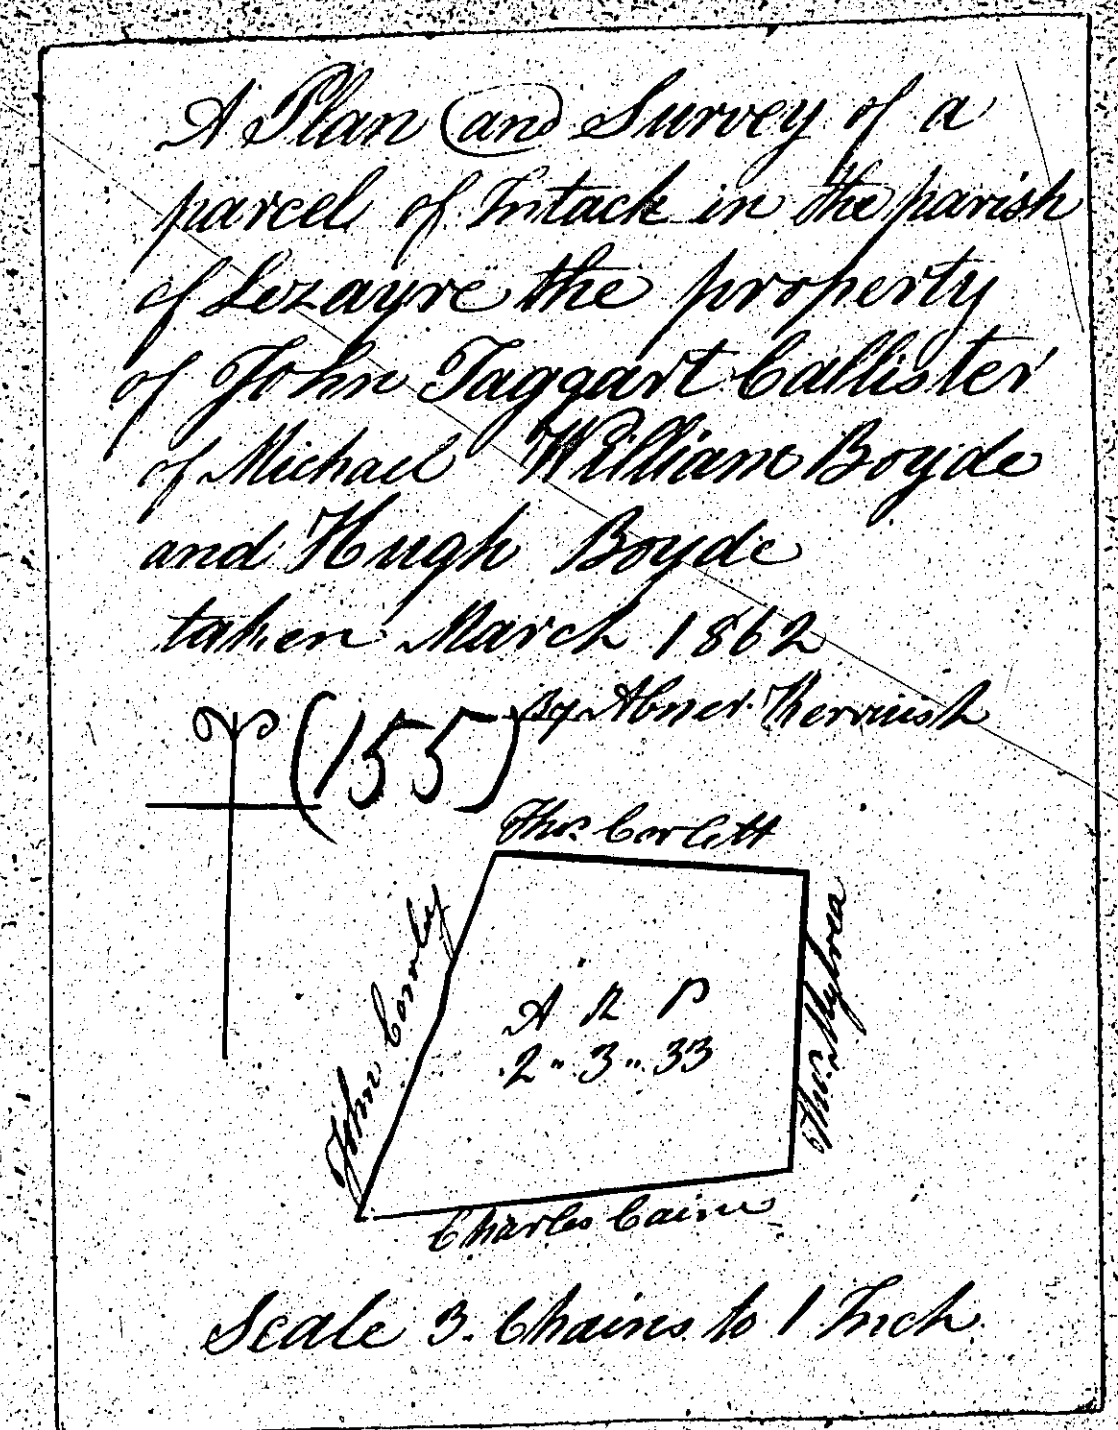 A Plan and Survey of a
parcel of Intack in the parish
of Lezayre the property
of John Taggart Callister
of Michael William Boyde
and Hugh Boyde
taken March 1862
By Abner Kerruish
(155)
Thos Corlett
John Cowley
Thos. Mylrea
A R P
2 " 3 " 33
Charles Caine
Scale 3. Chains to 1 Inch